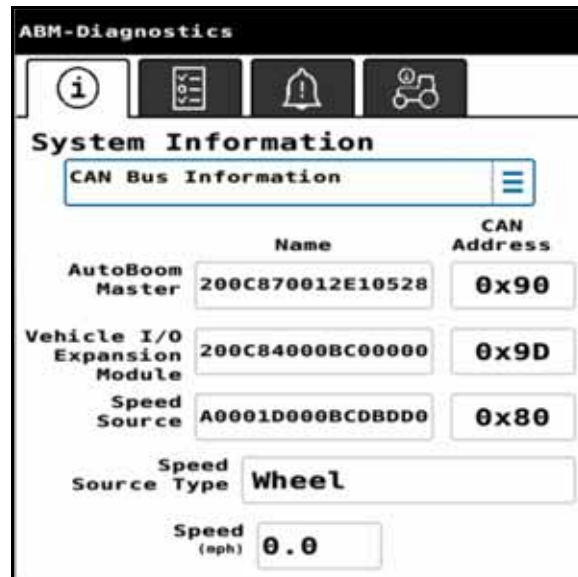 ABM-Diagnostics
System Information
CAN Bus Information
Name
CAN
Address
AutoBoom
Master
200C870012E10528
0x90
Vehicle I/O
Expansion
Module
200C84000BC00000
0x9D
Speed
Source
A0001D000BCDBDD0
0x80
Speed
Source Type
Wheel
Speed
(mph)
0.0